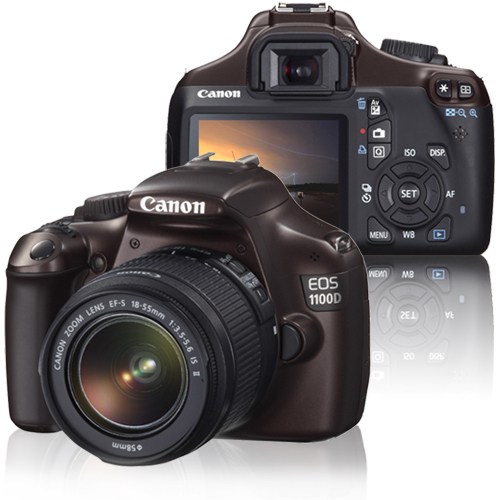 Canon
Av
Q
ISO
DISP.
SET
AF
MENU
WB
Canon
EOS
1100D
CANON ZOOM LENS EF-S 18-55mm 1:3.5-5.6 IS II
ϕ58mm